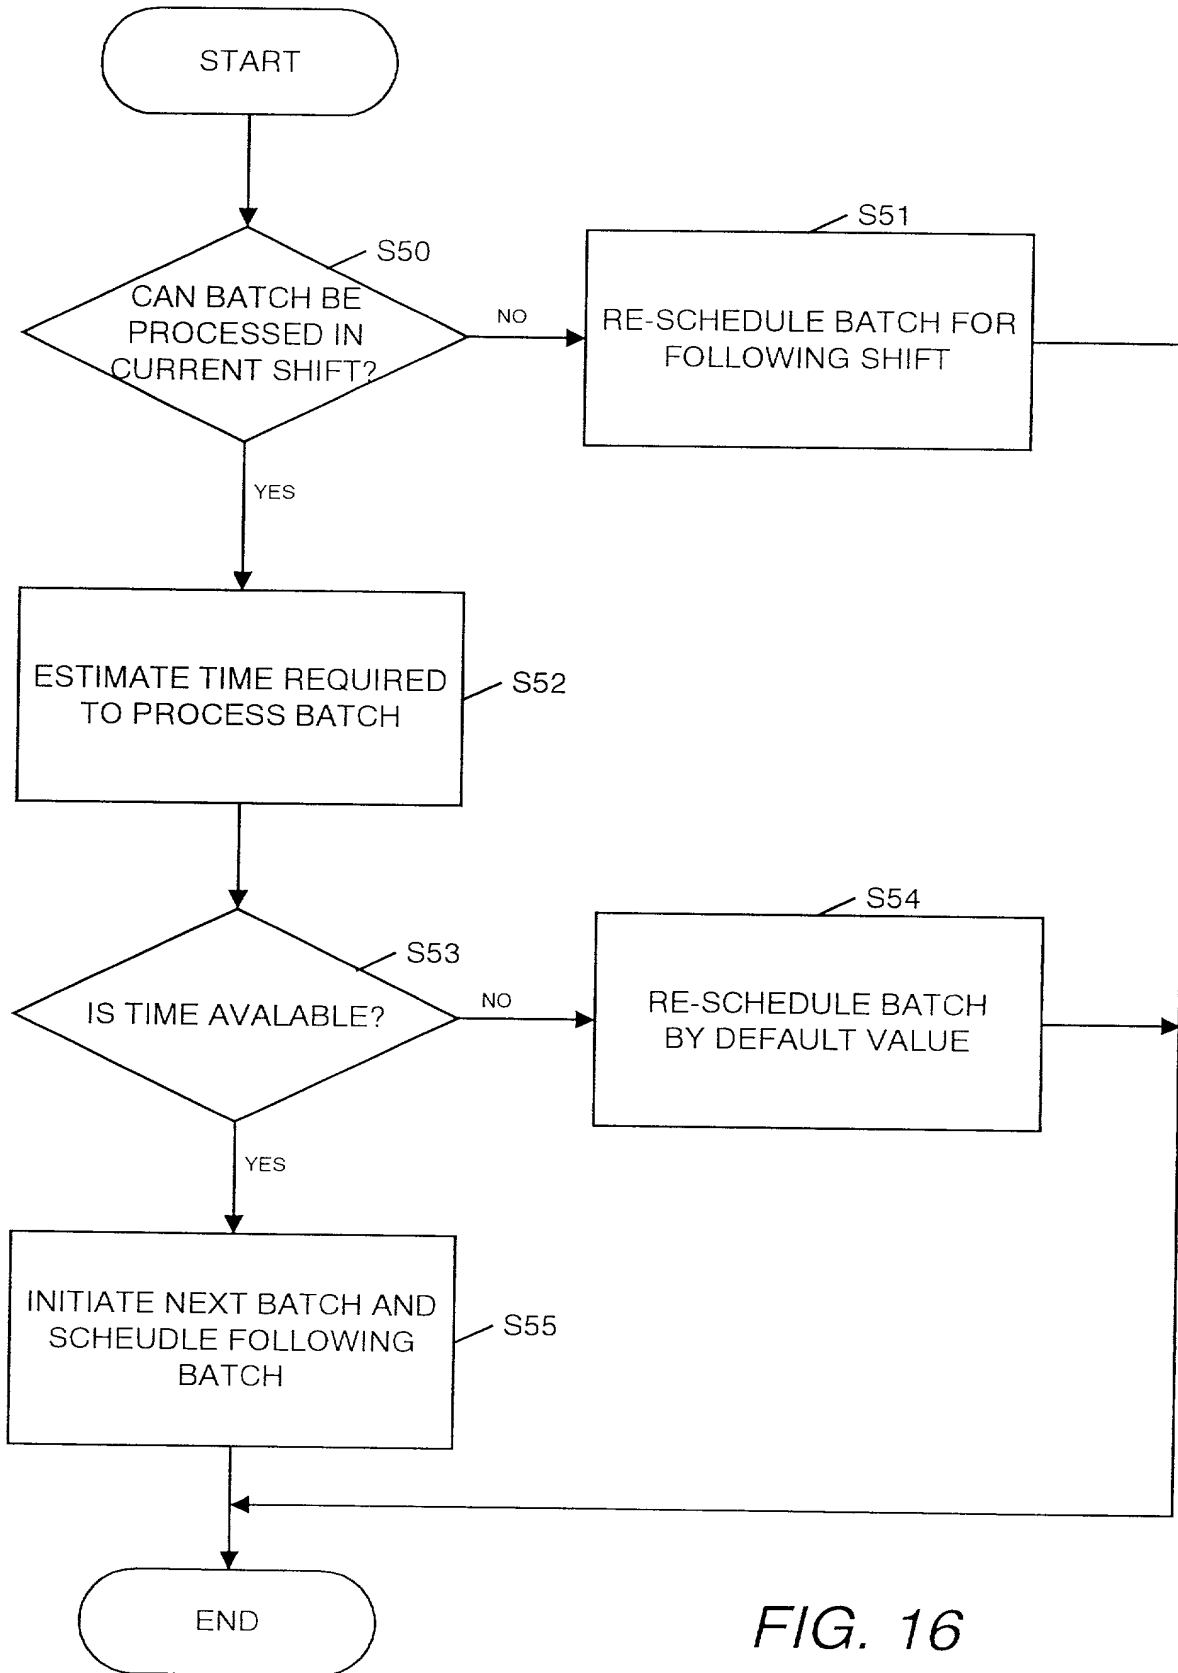 START
S50
CAN BATCH BE
PROCESSED IN
CURRENT SHIFT?
NO
S51
RE-SCHEDULE BATCH FOR
FOLLOWING SHIFT
YES
ESTIMATE TIME REQUIRED
TO PROCESS BATCH
S52
S53
IS TIME AVALABLE?
NO
S54
RE-SCHEDULE BATCH
BY DEFAULT VALUE
YES
INITIATE NEXT BATCH AND
SCHEUDLE FOLLOWING
BATCH
S55
END
FIG. 16